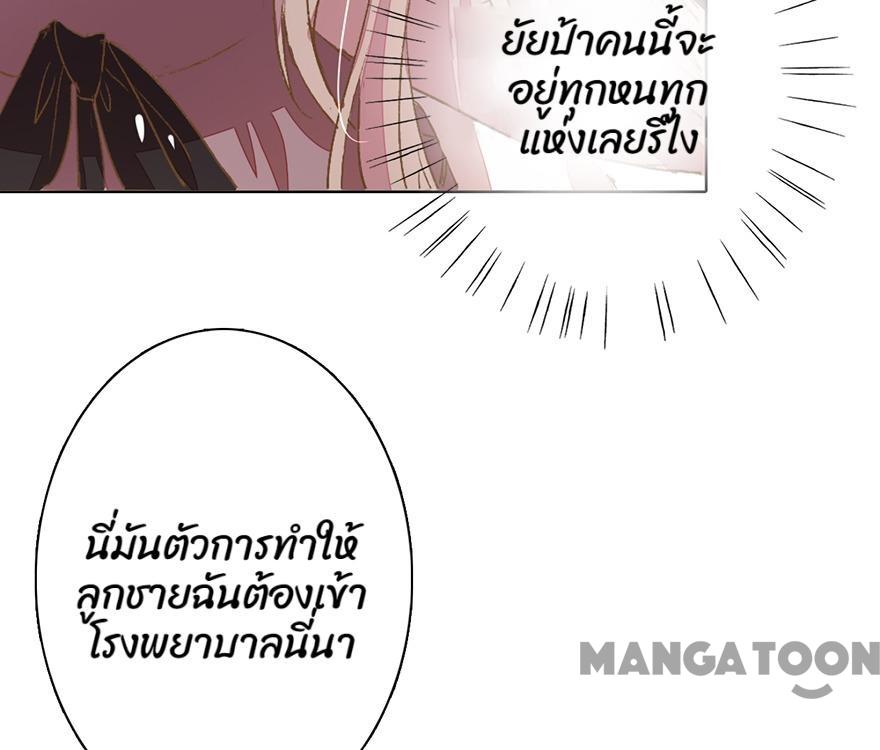 ยัยป้าคนนี้จะ
อยู่ทุกหนทุก
แห่งเลยรึไง
นี่มันตัวการทำให้
ลูกชายฉันต้องเข้า
โรงพยาบาลนี่นา
MANGATOON